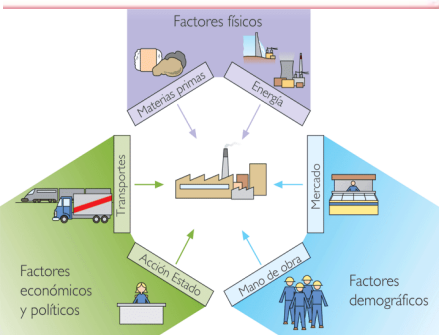 Factores físicos
Materias primas
Energía
Transportes
Mercado
Acción Estado
Mano de obra
Factores
económicos
y políticos
Factores
demográficos